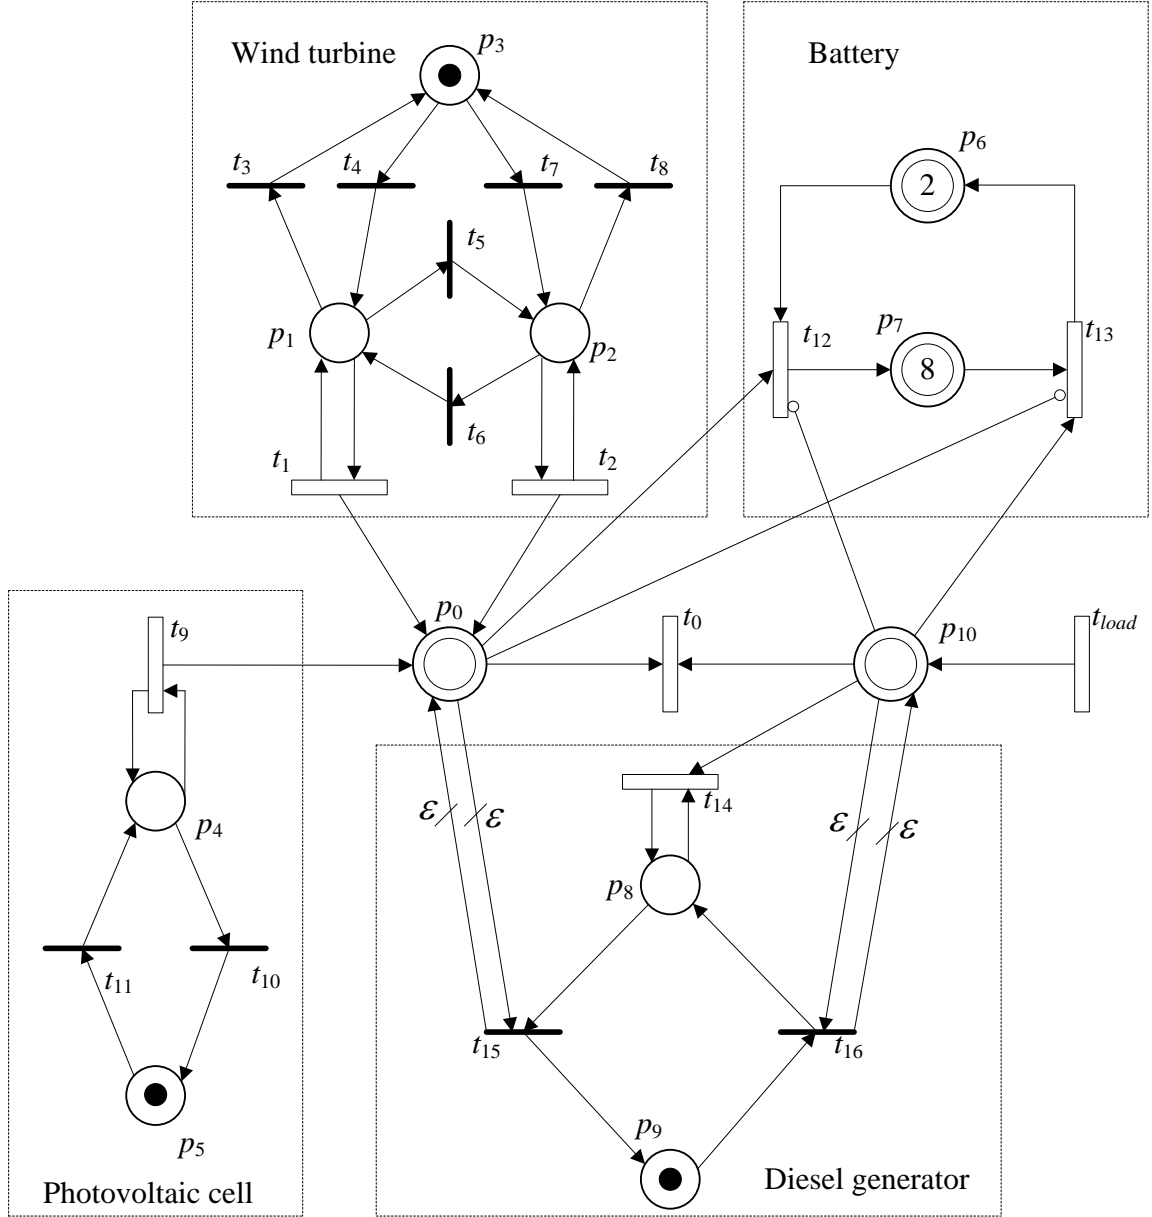 p3
Wind turbine
Battery
p6
t3
t4
t7
t8
2
t5
p1
p2
p7
t12
t13
8
t6
t1
t2
p0
t0
p10
tload
t9
ε
ε
t14
ε
ε
p4
p8
t11
t10
t15
t16
p9
p5
Photovoltaic cell
Diesel generator